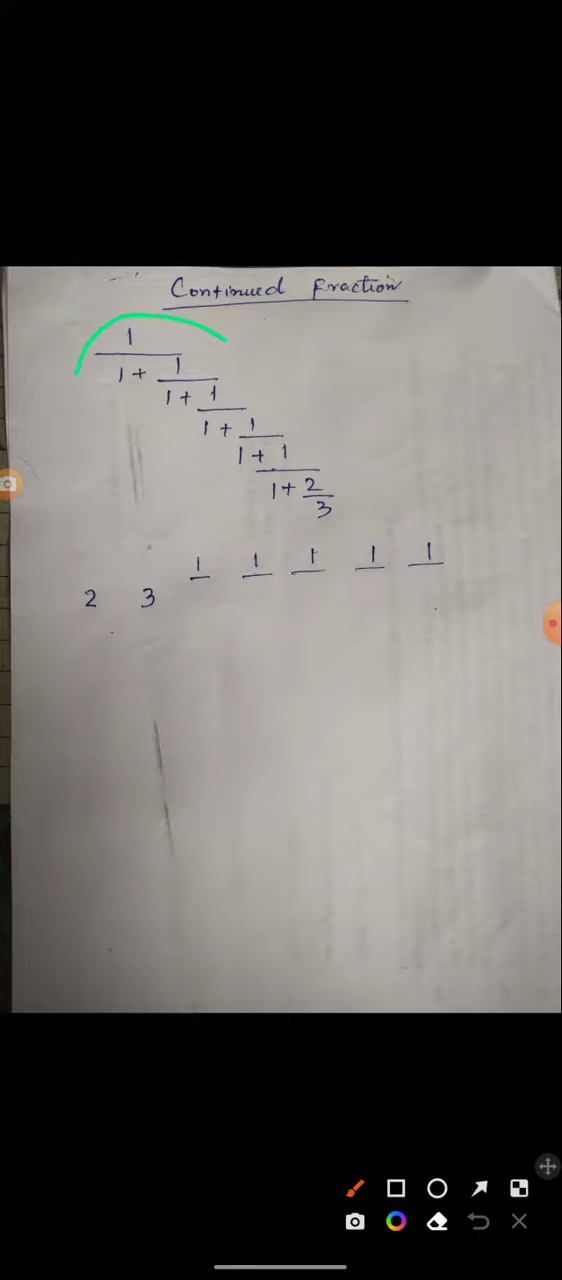 Continued Fraction
1
1 + 1
1 + 1
1 + 1
1 + 1
1 + 2
3
1 1 1 1 1
2 3